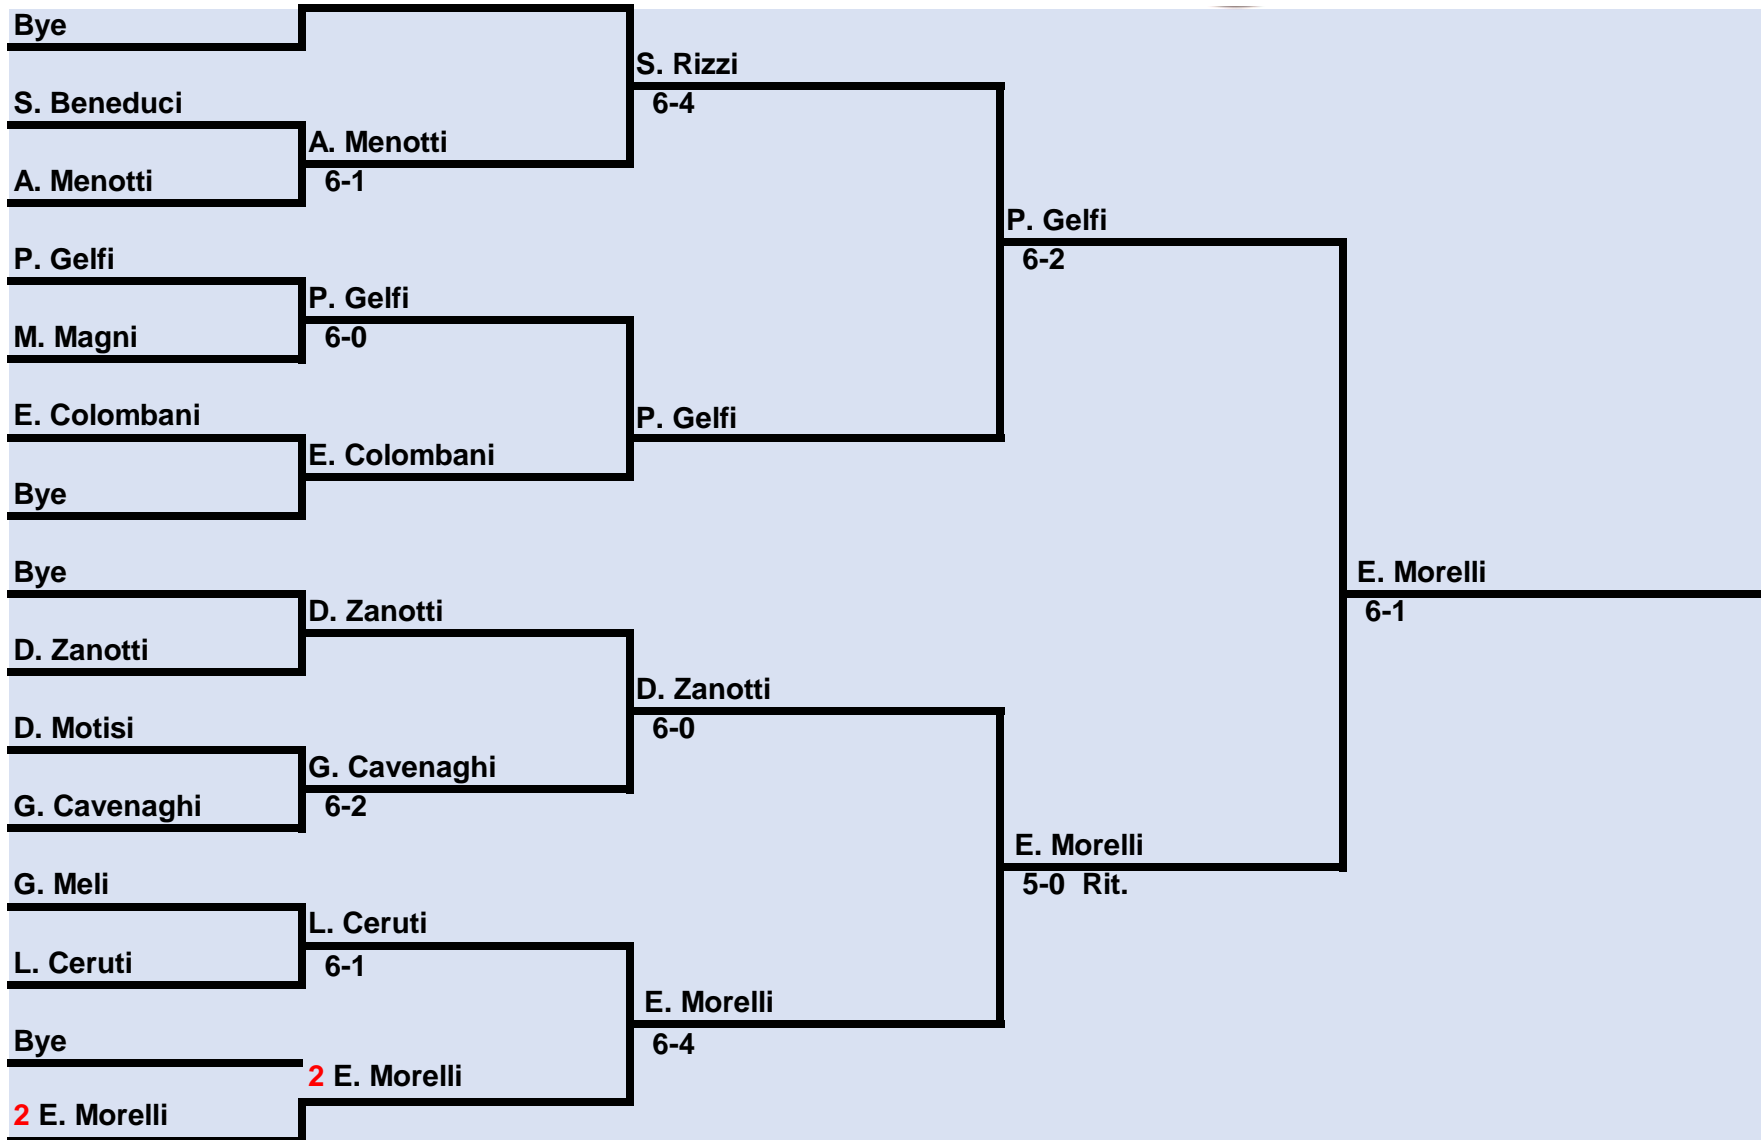 Bye
S. Rizzi
6-4
S. Beneduci
A. Menotti
6-1
A. Menotti
P. Gelfi
6-2
P. Gelfi
P. Gelfi
6-0
M. Magni
E. Colombani
P. Gelfi
E. Colombani
Bye
Bye
E. Morelli
6-1
D. Zanotti
D. Zanotti
D. Zanotti
6-0
D. Motisi
G. Cavenaghi
6-2
G. Cavenaghi
E. Morelli
5-0 Rit.
G. Meli
L. Ceruti
6-1
L. Ceruti
E. Morelli
6-4
Bye
2 E. Morelli
2 E. Morelli